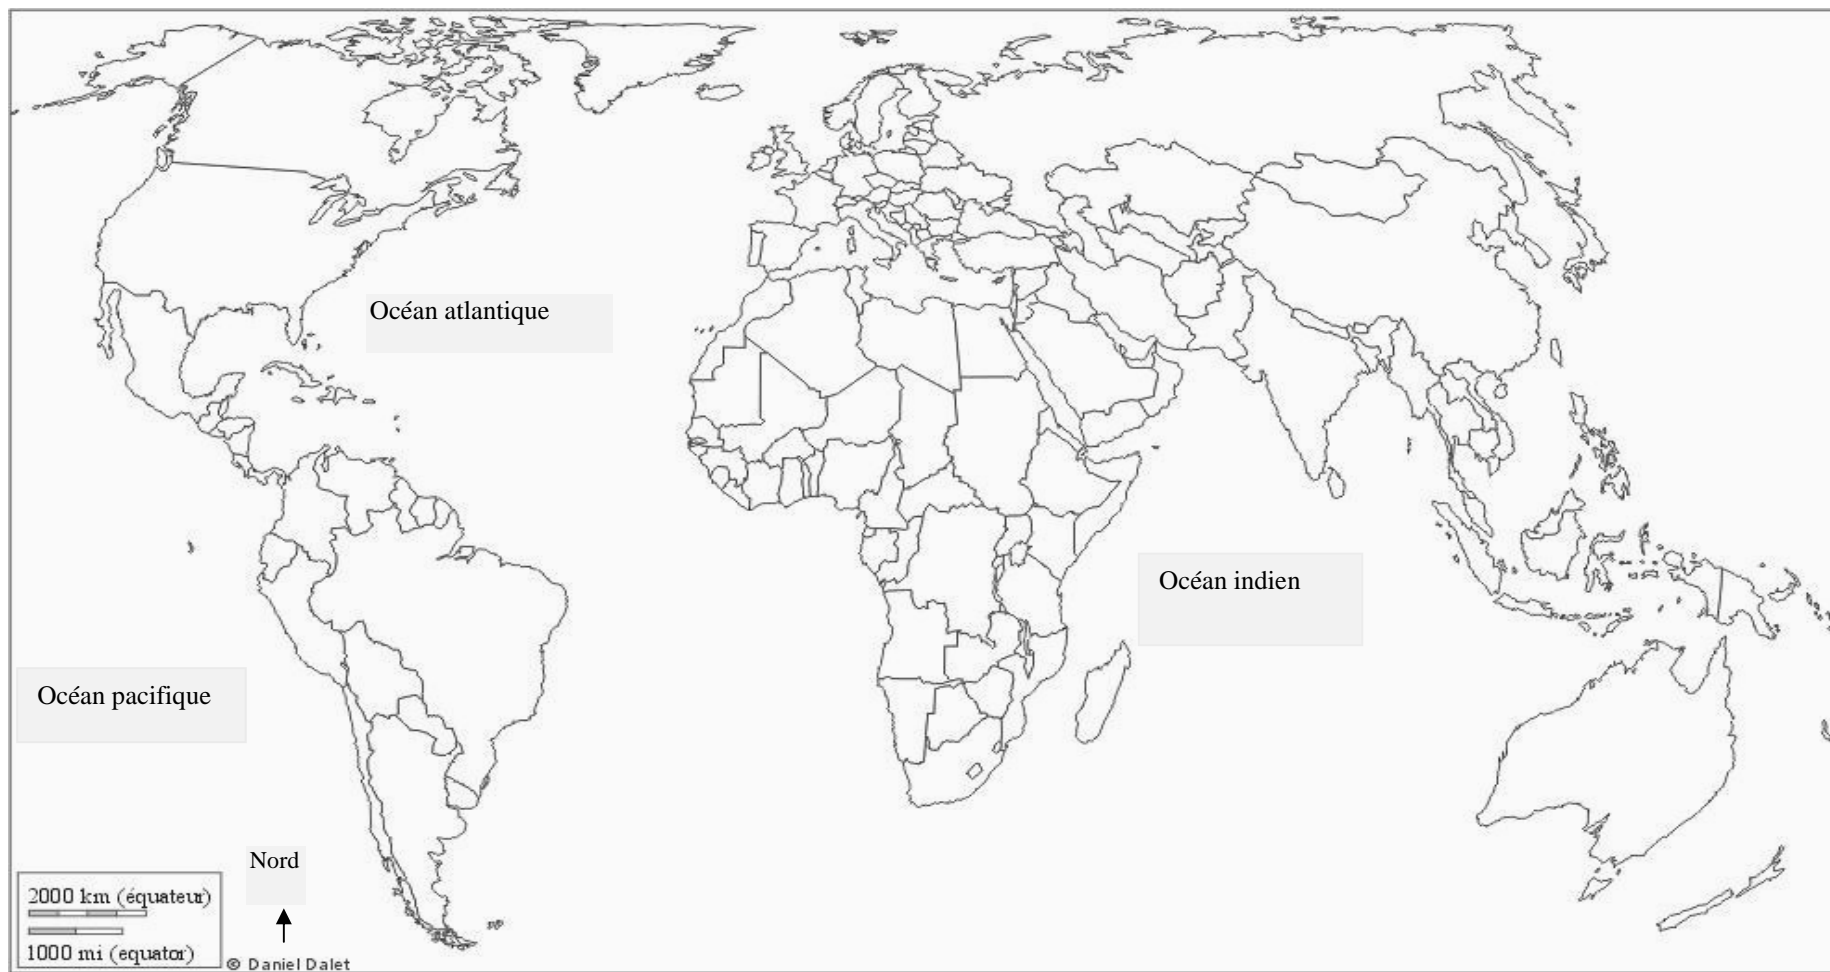 Océan atlantique
Océan indien
Océan pacifique
Nord
2000 km (équateur)
1000 mi (equator)
© Daniel Dalet